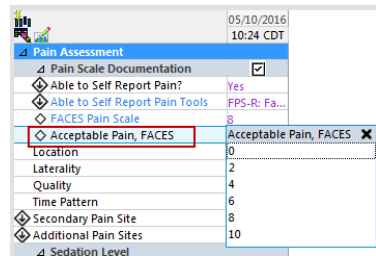 05/10/2016
10:24 CDT
Pain Assessment
Pain Scale Documentation
Able to Self Report Pain? Yes
Able to Self Report Pain Tools FPS-R: Fa...
FACES Pain Scale 8
Acceptable Pain, FACES Acceptable Pain, FACES
Location 0
Laterality 2
Quality 4
Time Pattern 6
Secondary Pain Site 8
Additional Pain Sites 10
Sedation Level